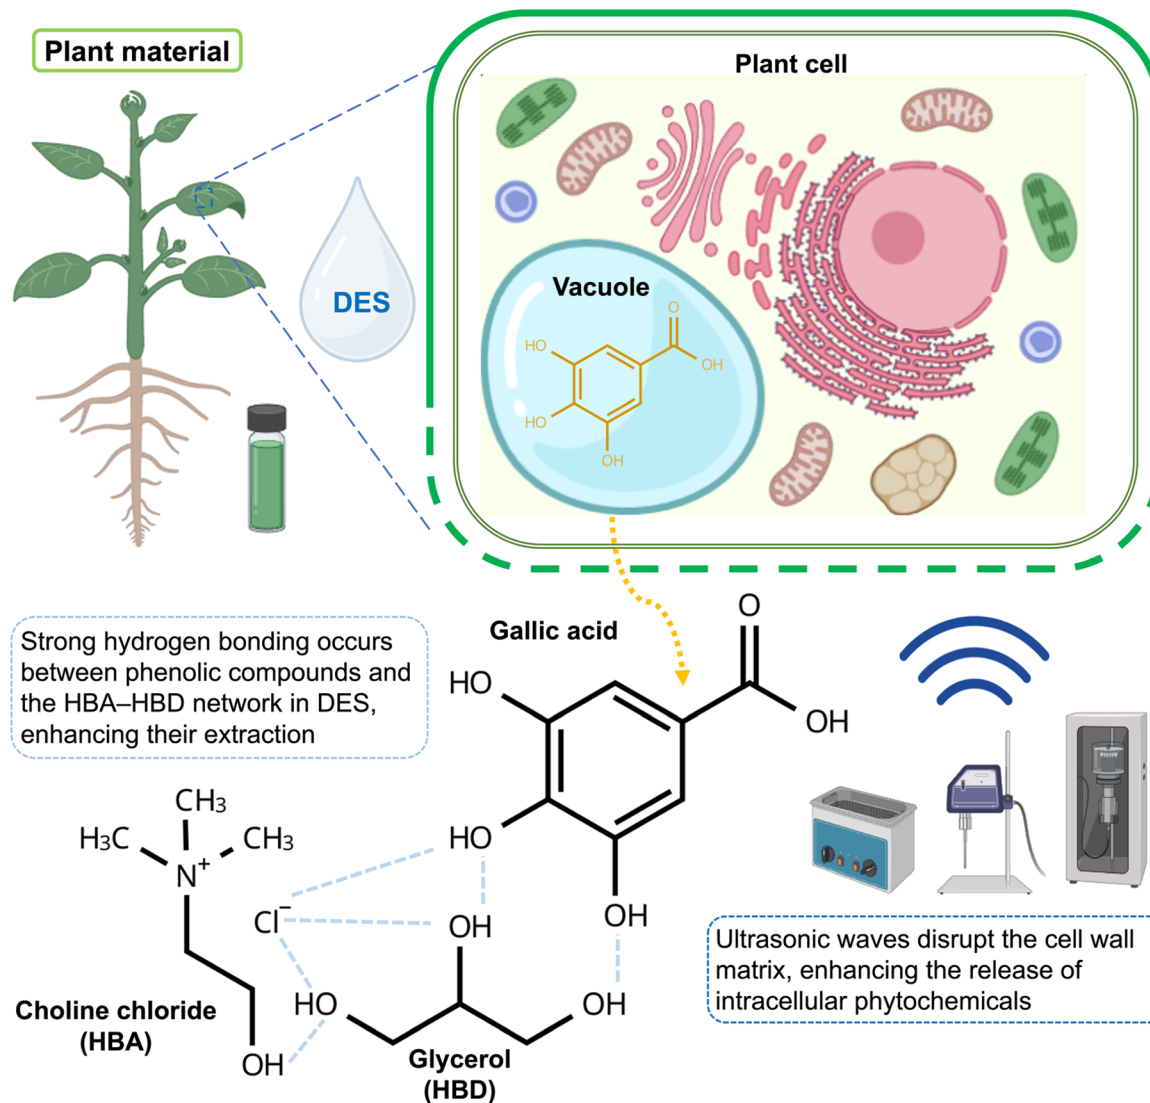 Plant material
Plant cell
DES
Vacuole
O
HO
OH
HO
OH
Strong hydrogen bonding occurs
between phenolic compounds and
the HBA–HBD network in DES,
enhancing their extraction
Gallic acid
O
HO
OH
HO
OH
CH₃
H₃C
CH₃
N⁺
Cl⁻
OH
HO
OH
OH
Choline chloride
(HBA)
Glycerol
(HBD)
Ultrasonic waves disrupt the cell wall
matrix, enhancing the release of
intracellular phytochemicals